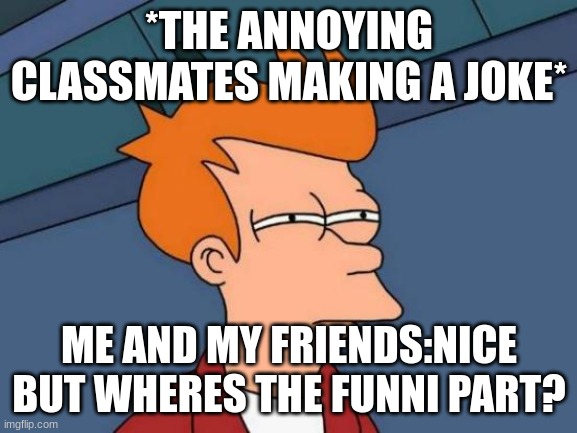 *THE ANNOYING
CLASSMATES MAKING A JOKE*
ME AND MY FRIENDS:NICE
BUT WHERES THE FUNNI PART?
imgflip.com